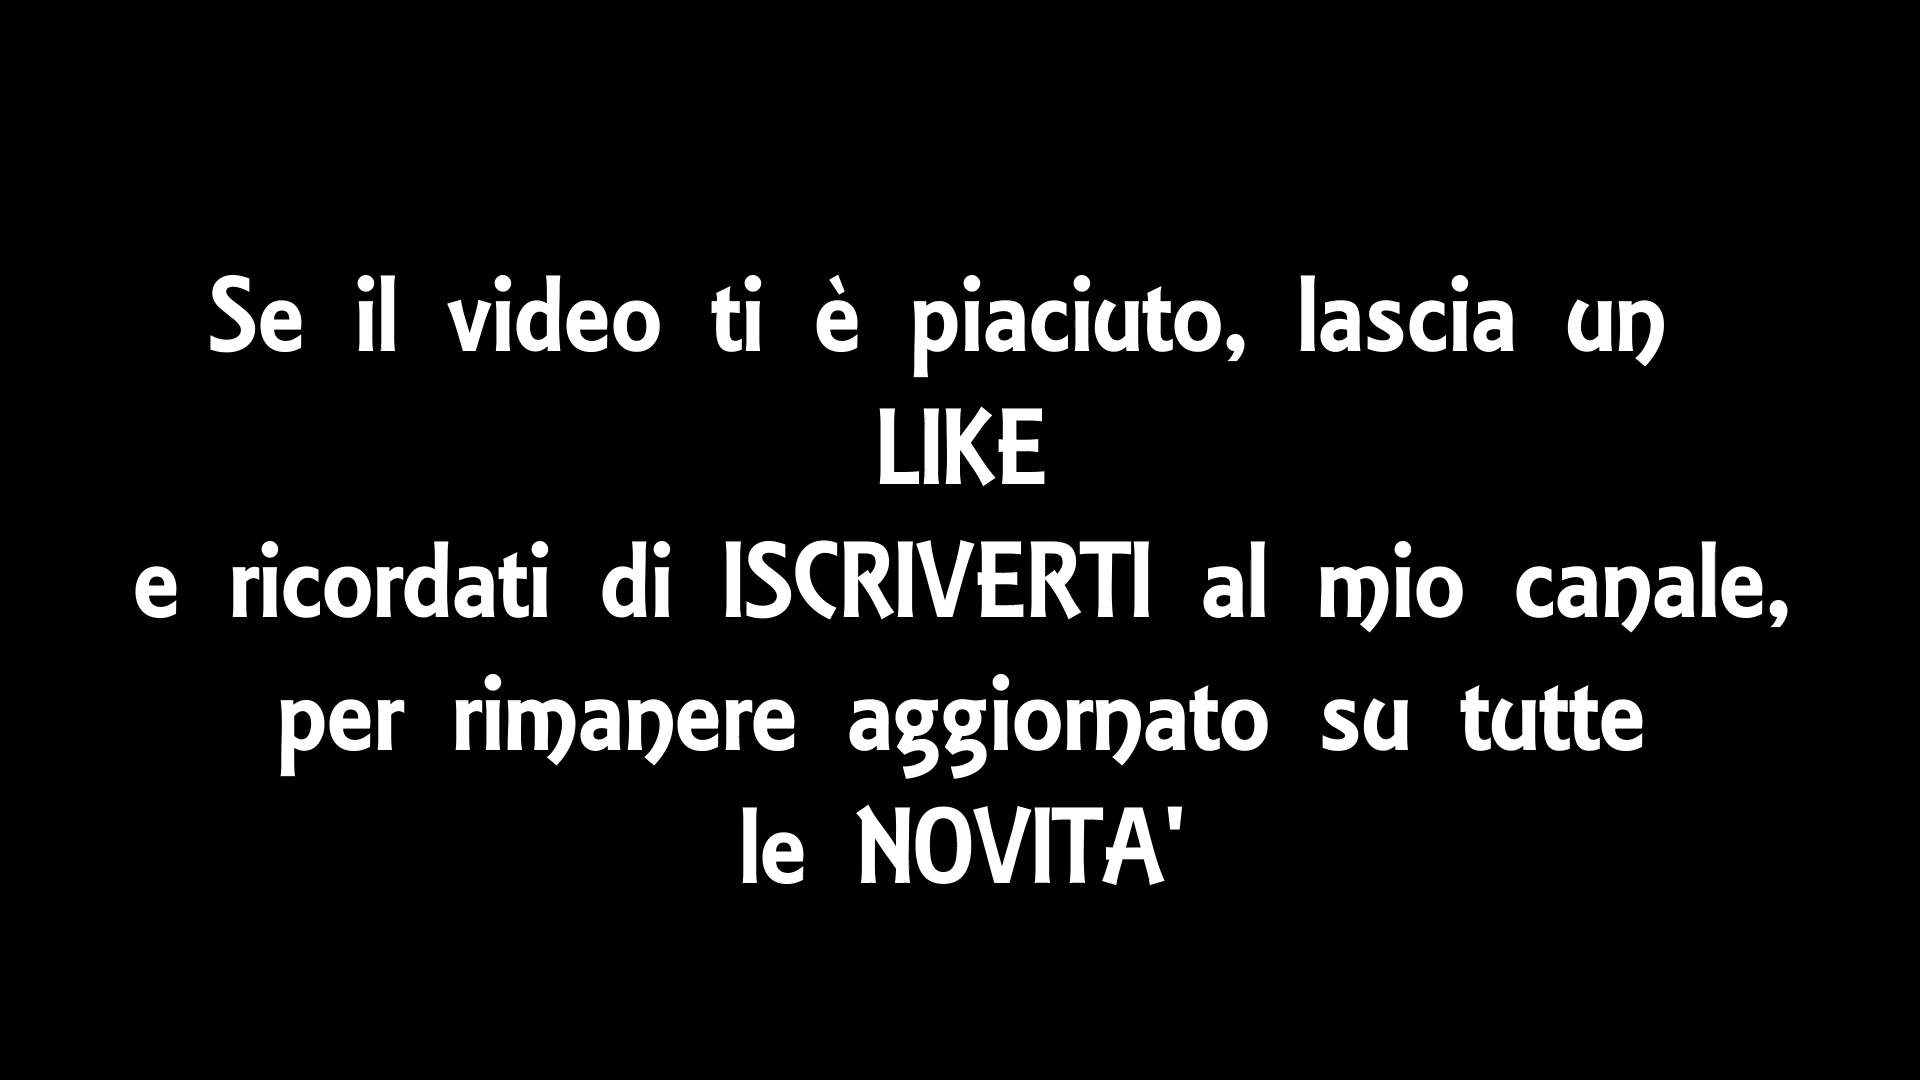 Se il video ti è piaciuto, lascia un
LIKE
e ricordati di ISCRIVERTI al mio canale,
per rimanere aggiornato su tutte
le NOVITA'